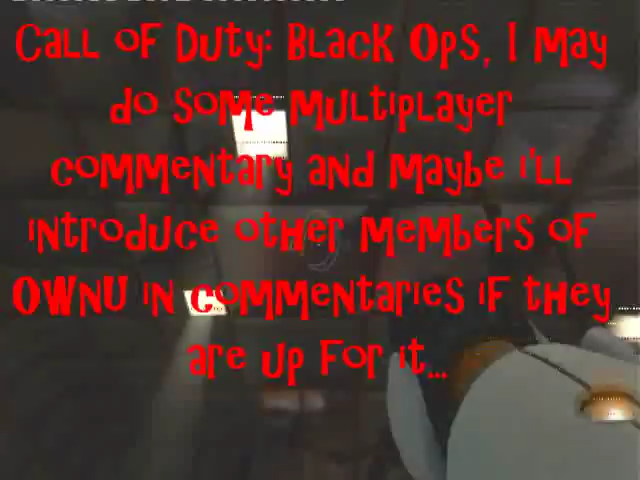 Call of Duty: Black Ops, I may
do some multiplayer
commentary and maybe i'll
introduce other members of
OWNU in commentaries if they
are up for it...